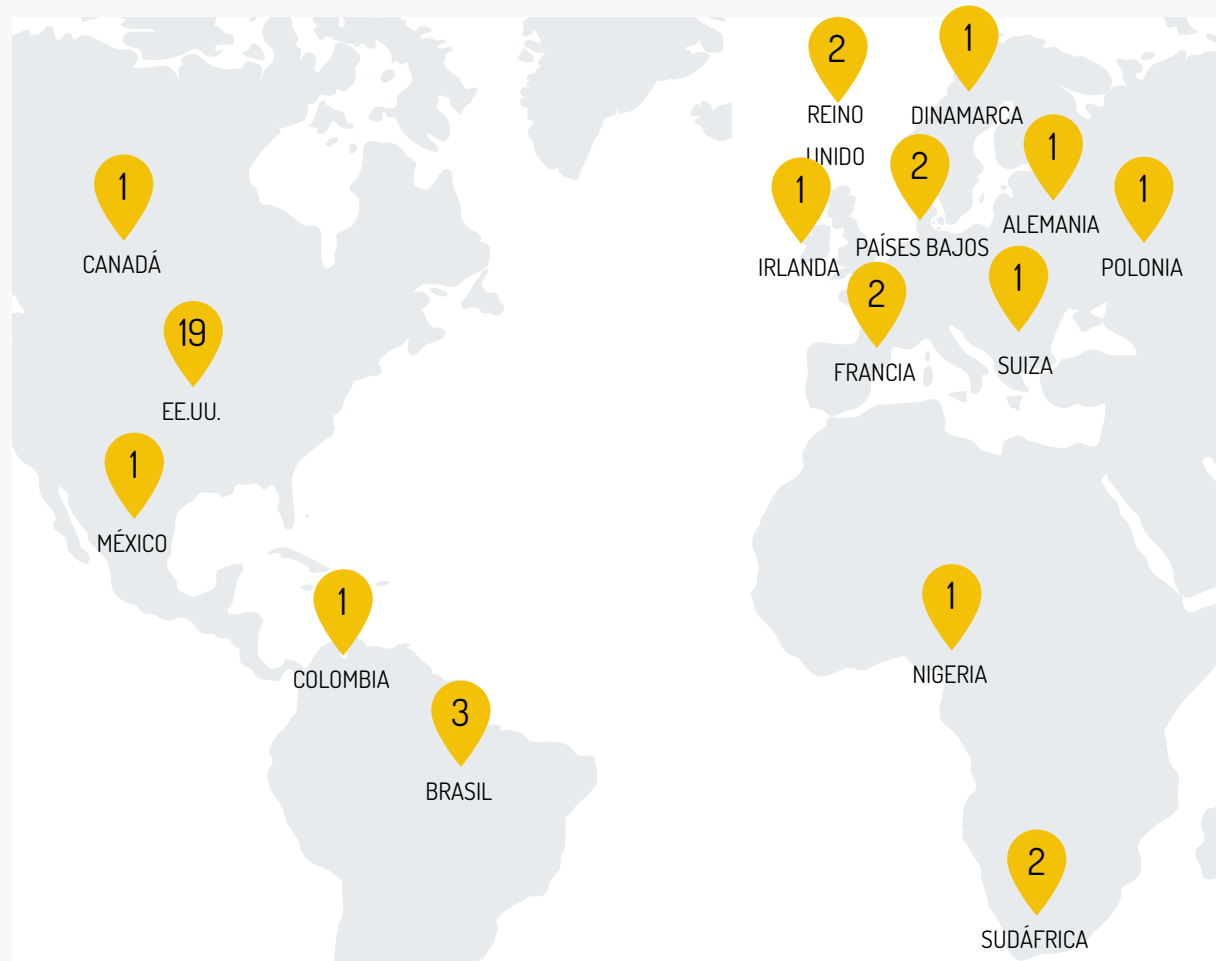 2
REINO
UNIDO
1
DINAMARCA
1
CANADÁ
1
IRLANDA
2
PAÍSES BAJOS
1
ALEMANIA
1
POLONIA
19
EE.UU.
2
FRANCIA
1
SUIZA
1
MÉXICO
1
COLOMBIA
1
NIGERIA
3
BRASIL
2
SUDÁFRICA